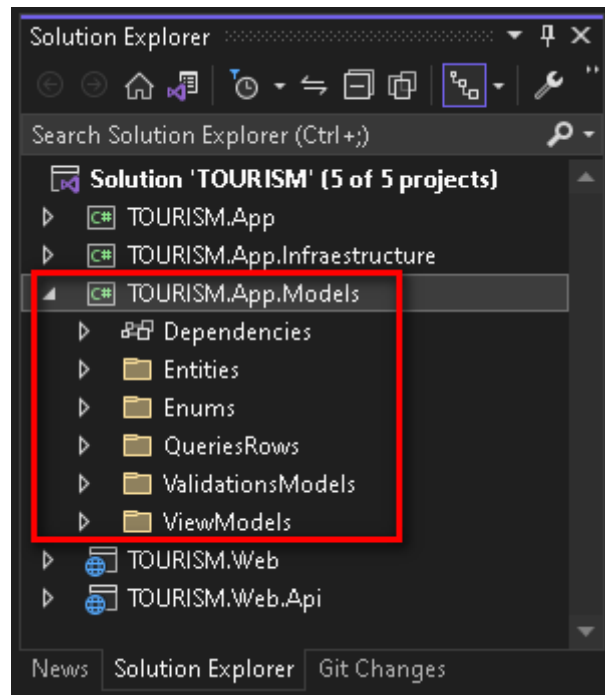 Solution Explorer
Search Solution Explorer (Ctrl+;)
Solution 'TOURISM' (5 of 5 projects)
C# TOURISM.App
C# TOURISM.App.Infraestructure
C# TOURISM.App.Models
Dependencies
Entities
Enums
QueriesRows
ValidationsModels
ViewModels
TOURISM.Web
TOURISM.Web.Api
News Solution Explorer Git Changes